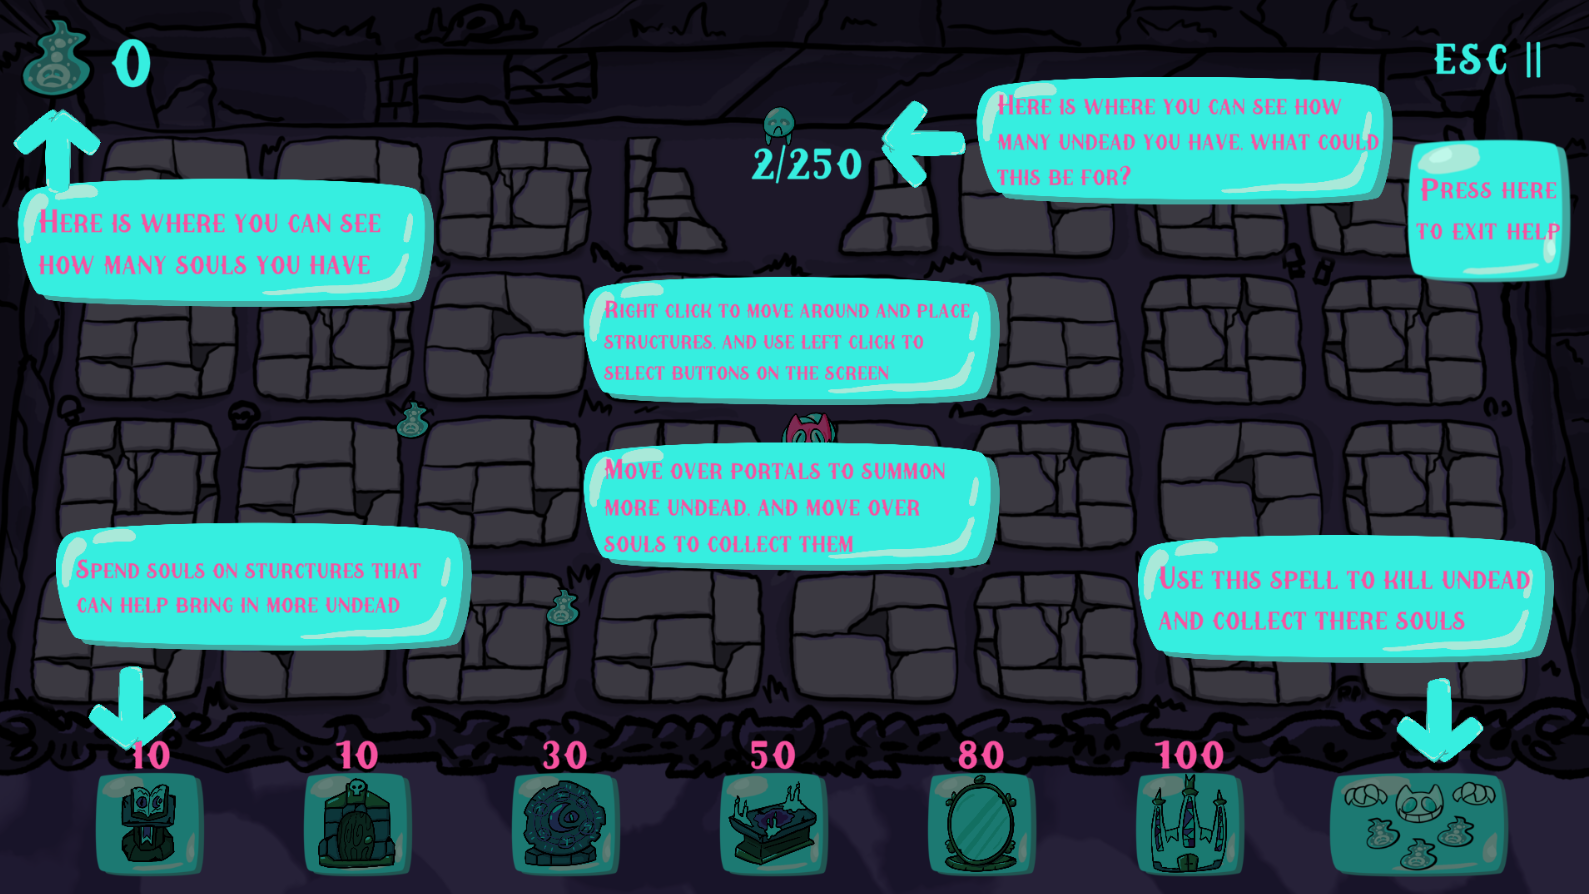 0
ESC ||
HERE IS WHERE YOU CAN SEE HOW
MANY UNDEAD YOU HAVE. WHAT COULD
THIS BE FOR?
2/250
PRESS HERE
TO EXIT HELP
HERE IS WHERE YOU CAN SEE
HOW MANY SOULS YOU HAVE
RIGHT CLICK TO MOVE AROUND AND PLACE
STRUCTURES. AND USE LEFT CLICK TO
SELECT BUTTONS ON THE SCREEN
MOVE OVER PORTALS TO SUMMON
MORE UNDEAD. AND MOVE OVER
SOULS TO COLLECT THEM
SPEND SOULS ON STURCTURES THAT
CAN HELP BRING IN MORE UNDEAD
USE THIS SPELL TO KILL UNDEAD
AND COLLECT THERE SOULS
10
10
30
50
80
100